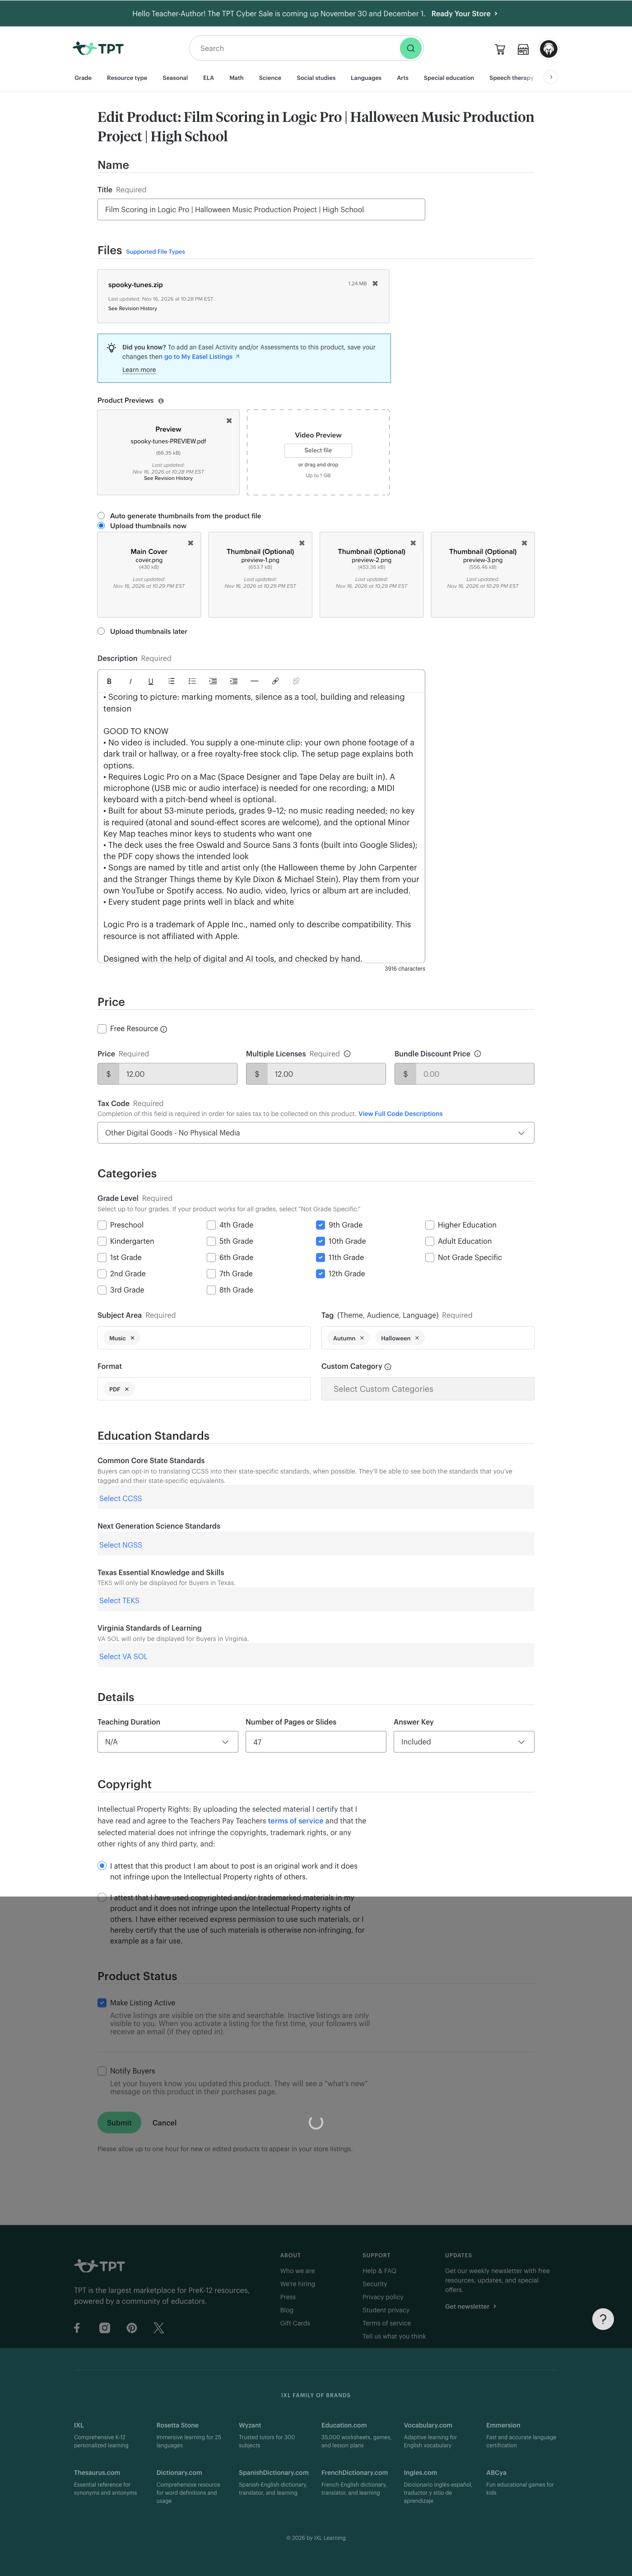 Hello Teacher-Author! The TPT Cyber Sale is coming up November 30 and December 1. Ready Your Store
TPT
Search
Grade Resource type Seasonal ELA Math Science Social studies Languages Arts Special education Speech therapy
Edit Product: Film Scoring in Logic Pro | Halloween Music Production
Project | High School
Name
Title Required
Film Scoring in Logic Pro | Halloween Music Production Project | High School
Files Supported File Types
spooky-tunes.zip 1.24 MB
Last updated: Nov 16, 2026 at 10:28 PM EST
See Revision History
Did you know? To add an Easel Activity and/or Assessments to this product, save your
changes then go to My Easel Listings
Learn more
Product Previews
Preview
spooky-tunes-PREVIEW.pdf
(66.35 kB)
Last updated:
Nov 16, 2026 at 10:28 PM EST
See Revision History
Video Preview
Select file
or drag and drop
Up to 1 GB
Auto generate thumbnails from the product file
Upload thumbnails now
Main Cover
cover.png
(430 kB)
Last updated:
Nov 16, 2026 at 10:29 PM EST
Thumbnail (Optional)
preview-1.png
(653.7 kB)
Last updated:
Nov 16, 2026 at 10:29 PM EST
Thumbnail (Optional)
preview-2.png
(453.36 kB)
Last updated:
Nov 16, 2026 at 10:29 PM EST
Thumbnail (Optional)
preview-3.png
(556.46 kB)
Last updated:
Nov 16, 2026 at 10:29 PM EST
Upload thumbnails later
Description Required
B I U
• Scoring to picture: marking moments, silence as a tool, building and releasing
tension
GOOD TO KNOW
• No video is included. You supply a one-minute clip: your own phone footage of a
dark trail or hallway, or a free royalty-free stock clip. The setup page explains both
options.
• Requires Logic Pro on a Mac (Space Designer and Tape Delay are built in). A
microphone (USB mic or audio interface) is needed for one recording; a MIDI
keyboard with a pitch-bend wheel is optional.
• Built for about 53-minute periods, grades 9–12; no music reading needed; no key
is required (atonal and sound-effect scores are welcome), and the optional Minor
Key Map teaches minor keys to students who want one
• The deck uses the free Oswald and Source Sans 3 fonts (built into Google Slides);
the PDF copy shows the intended look
• Songs are named by title and artist only (the Halloween theme by John Carpenter
and the Stranger Things theme by Kyle Dixon & Michael Stein). Play them from your
own YouTube or Spotify access. No audio, video, lyrics or album art are included.
• Every student page prints well in black and white
Logic Pro is a trademark of Apple Inc., named only to describe compatibility. This
resource is not affiliated with Apple.
Designed with the help of digital and AI tools, and checked by hand.
3916 characters
Price
Free Resource
Price Required
$ 12.00
Multiple Licenses Required
$ 12.00
Bundle Discount Price
$ 0.00
Tax Code Required
Completion of this field is required in order for sales tax to be collected on this product. View Full Code Descriptions
Other Digital Goods - No Physical Media
Categories
Grade Level Required
Select up to four grades. If your product works for all grades, select "Not Grade Specific."
Preschool 4th Grade 9th Grade Higher Education
Kindergarten 5th Grade 10th Grade Adult Education
1st Grade 6th Grade 11th Grade Not Grade Specific
2nd Grade 7th Grade 12th Grade
3rd Grade 8th Grade
Subject Area Required
Music
Tag (Theme, Audience, Language) Required
Autumn Halloween
Format
PDF
Custom Category
Select Custom Categories
Education Standards
Common Core State Standards
Buyers can opt-in to translating CCSS into their state-specific standards, when possible. They'll be able to see both the standards that you've
tagged and their state-specific equivalents.
Select CCSS
Next Generation Science Standards
Select NGSS
Texas Essential Knowledge and Skills
TEKS will only be displayed for Buyers in Texas.
Select TEKS
Virginia Standards of Learning
VA SOL will only be displayed for Buyers in Virginia.
Select VA SOL
Details
Teaching Duration
N/A
Number of Pages or Slides
47
Answer Key
Included
Copyright
Intellectual Property Rights: By uploading the selected material I certify that I
have read and agree to the Teachers Pay Teachers terms of service and that the
selected material does not infringe the copyrights, trademark rights, or any
other rights of any third party, and:
I attest that this product I am about to post is an original work and it does
not infringe upon the Intellectual Property rights of others.
I attest that I have used copyrighted and/or trademarked materials in my
product and it does not infringe upon the Intellectual Property rights of
others. I have either received express permission to use such materials, or I
hereby certify that the use of such materials is otherwise non-infringing, for
example as a fair use.
Product Status
Make Listing Active
Active listings are visible on the site and searchable. Inactive listings are only
visible to you. When you activate a listing the first time, your followers will
receive an email (if they opted in).
Notify Buyers
Let your buyers know you updated this product. They will see a "what's new"
message on this product in their purchases page.
Submit Cancel
Please allow up to one hour for new or edited products to appear in your store listings.
TPT
TPT is the largest marketplace for PreK-12 resources,
powered by a community of educators.
ABOUT
Who we are
We're hiring
Press
Blog
Gift Cards
SUPPORT
Help & FAQ
Security
Privacy policy
Student privacy
Terms of service
Tell us what you think
UPDATES
Get our weekly newsletter with free
resources, updates, and special
offers.
Get newsletter
?
IXL FAMILY OF BRANDS
IXL
Comprehensive K-12
personalized learning
Rosetta Stone
Immersive learning for 25
languages
Wyzant
Trusted tutors for 300
subjects
Education.com
35,000 worksheets, games,
and lesson plans
Vocabulary.com
Adaptive learning for
English vocabulary
Emmersion
Fast and accurate language
certification
Thesaurus.com
Essential reference for
synonyms and antonyms
Dictionary.com
Comprehensive resource
for word definitions and
usage
SpanishDictionary.com
Spanish-English dictionary,
translator, and learning
FrenchDictionary.com
French-English dictionary,
translator, and learning
Ingles.com
Diccionario inglés-español,
traductor y sitio de
aprendizaje
ABCya
Fun educational games for
kids
© 2026 by IXL Learning